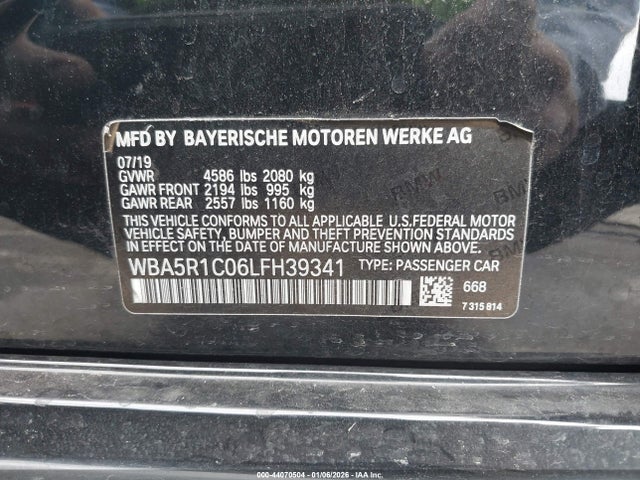 MFD BY BAYERISCHE MOTOREN WERKE AG
07/19
GVWR 4586 lbs 2080 kg
GAWR FRONT 2194 lbs 995 kg
GAWR REAR 2557 lbs 1160 kg
THIS VEHICLE CONFORMS TO ALL APPLICABLE U.S.FEDERAL MOTOR
VEHICLE SAFETY, BUMPER AND THEFT PREVENTION STANDARDS
IN EFFECT ON THE DATE OF MANUFACTURE SHOWN ABOVE.
WBA5R1C06LFH39341 TYPE: PASSENGER CAR
668
7 315 814
000-44070504 - 01/06/2026 - IAA Inc.